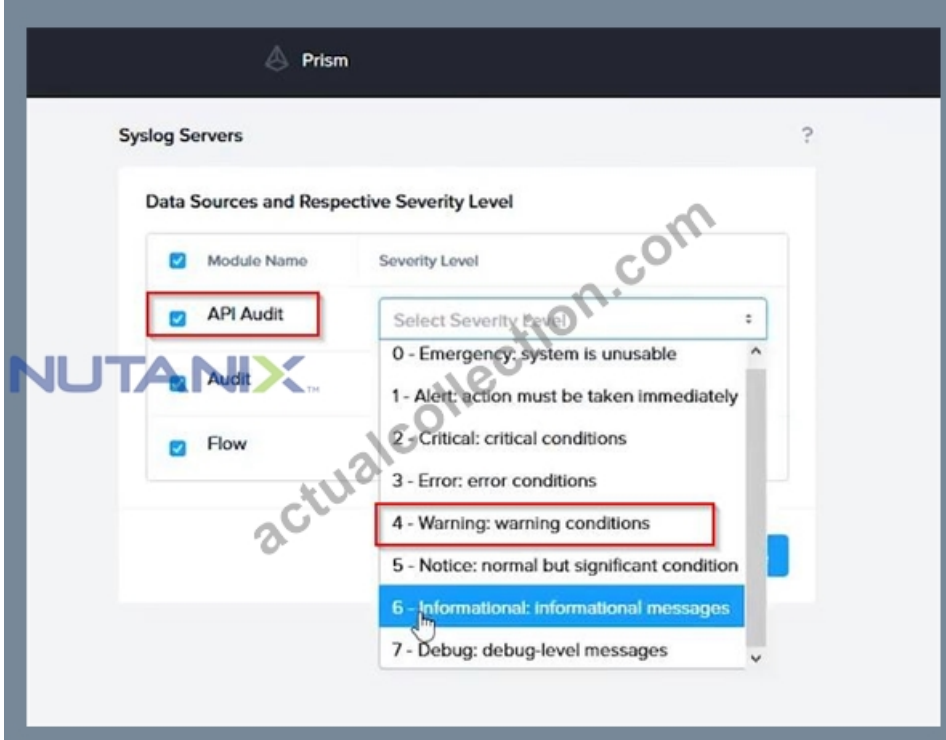 Prism
Syslog Servers
?
Data Sources and Respective Severity Level
Module Name Severity Level
API Audit
Select Severity Level
0 - Emergency: system is unusable
NUTANIX™
Audit
1 - Alert: action must be taken immediately
Flow
2 - Critical: critical conditions
3 - Error: error conditions
4 - Warning: warning conditions
5 - Notice: normal but significant condition
6 - Informational: informational messages
7 - Debug: debug-level messages
actualcollection.com